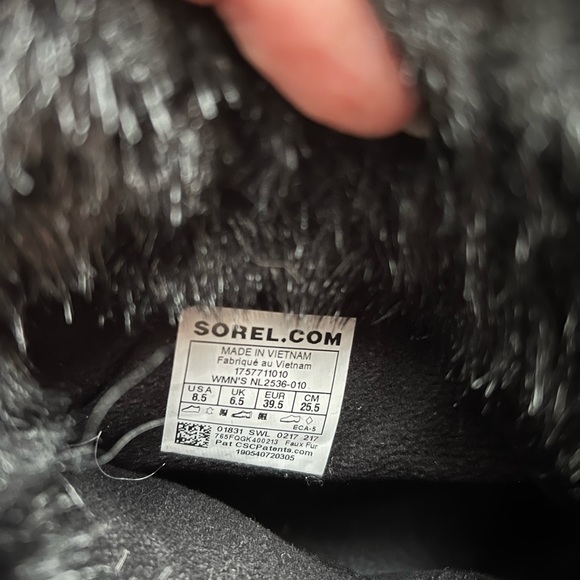 SOREL.COM
MADE IN VIETNAM
Fabriqué au Vietnam
1757711010
WMN'S NL2536-010
USA UK EUR CM
8.5 6.5 39.5 25.5
ECA-5
01831 SWL 0217 217
765FQGK400213 Faux Fur
Pat CSCPatents.com
190540720305